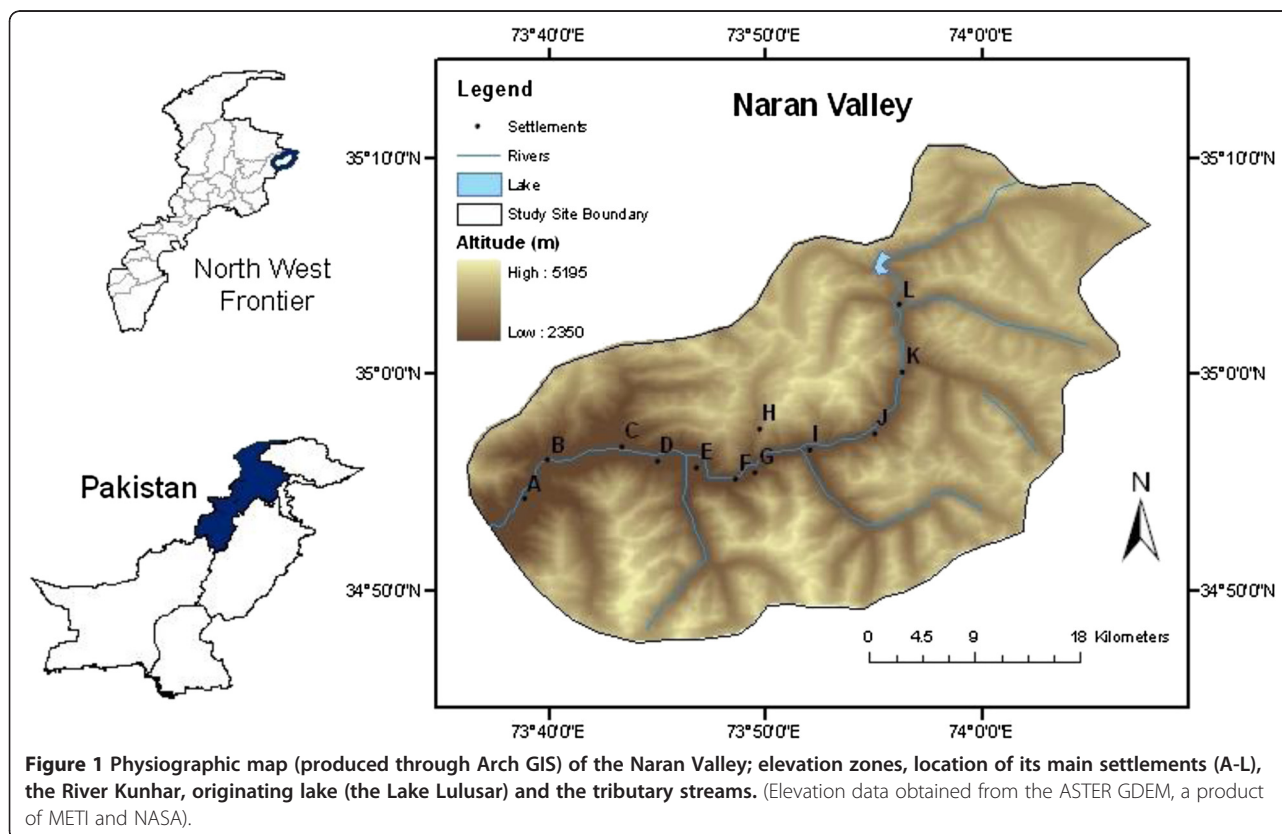 73°40'0"E 73°50'0"E 74°0'0"E
Legend
Settlements
Rivers
Lake
Study Site Boundary
Altitude (m)
High : 5195
Low : 2350
Naran Valley
35°10'0"N 35°10'0"N
35°0'0"N 35°0'0"N
34°50'0"N 34°50'0"N
L
K
H
J
I
C
B
D
E
G
F
A
N
0 4.5 9 18 Kilometers
73°40'0"E 73°50'0"E 74°0'0"E
North West
Frontier
Pakistan
Figure 1 Physiographic map (produced through Arch GIS) of the Naran Valley; elevation zones, location of its main settlements (A-L),
the River Kunhar, originating lake (the Lake Lulusar) and the tributary streams. (Elevation data obtained from the ASTER GDEM, a product
of METI and NASA).